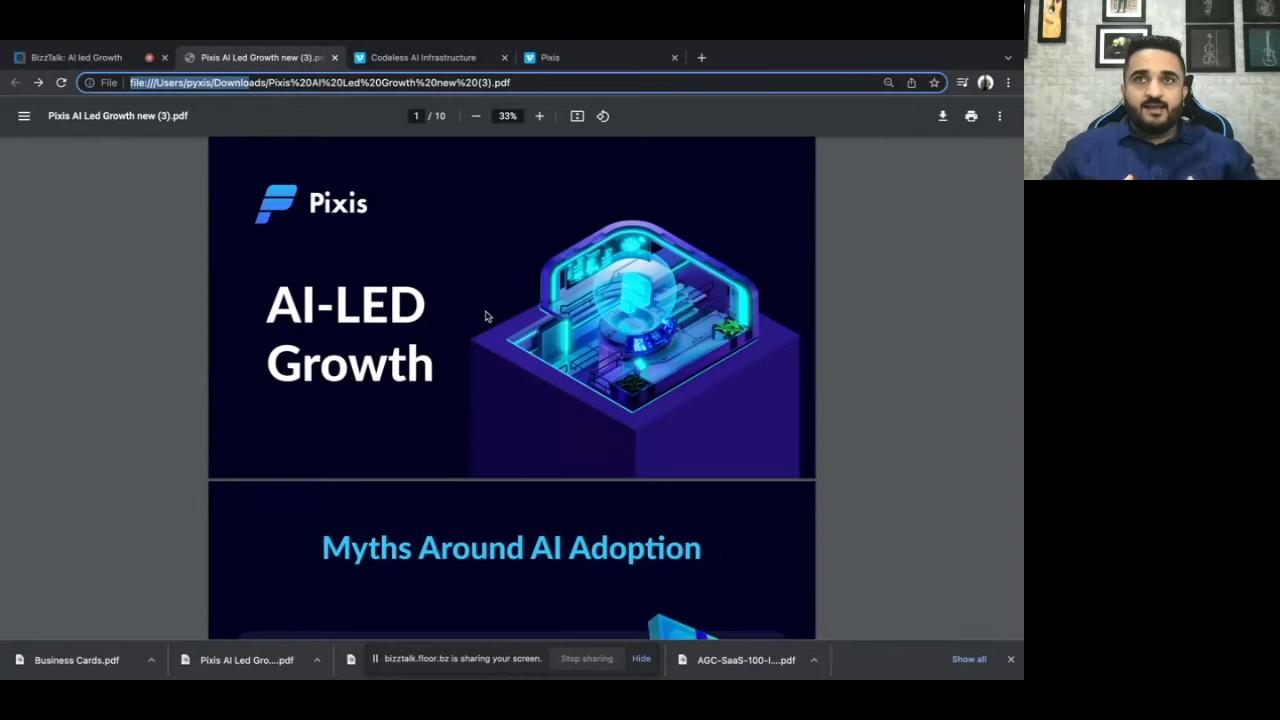 BizzTalk: AI led Growth
Pixis AI Led Growth new (3).pdf
Codeless AI Infrastructure
Pixis
File
file:///Users/pyxis/Downloads/Pixis%20AI%20Led%20Growth%20new%20(3).pdf
Pixis AI Led Growth new (3).pdf
1 / 10
33%
Pixis
AI-LED
Growth
Myths Around AI Adoption
Business Cards.pdf
Pixis AI Led Gro....pdf
bizztalk.floor.bz is sharing your screen.
Stop sharing
Hide
AGC-SaaS-100-I....pdf
Show all